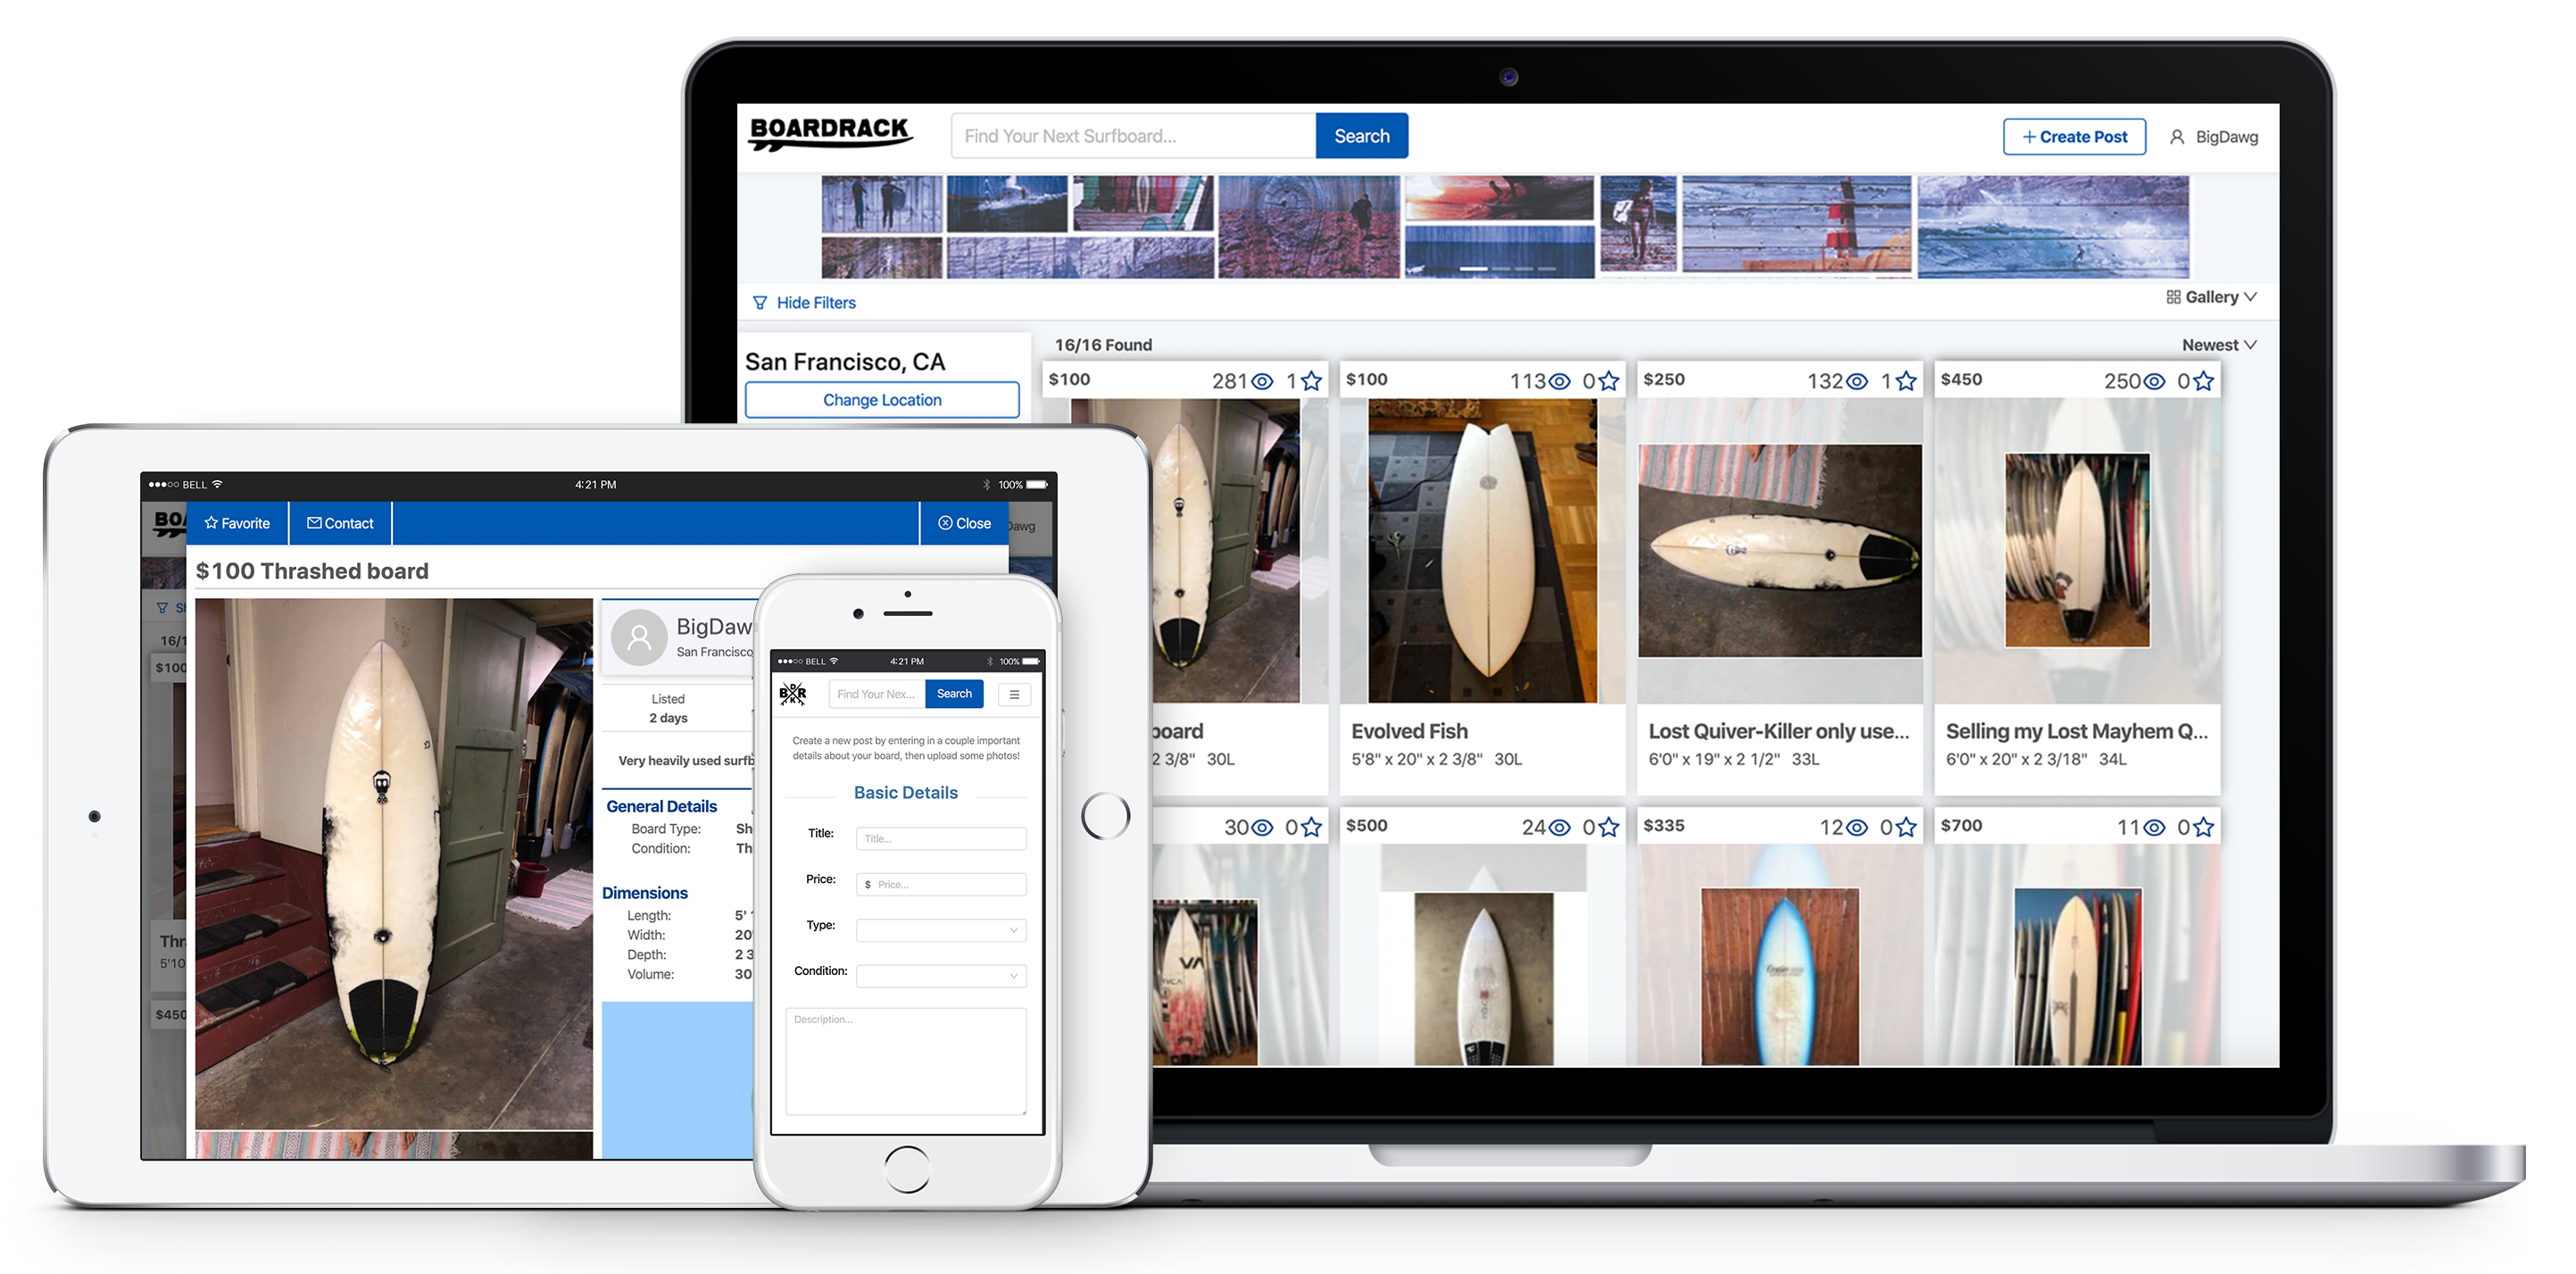 BOARDRACK
Find Your Next Surfboard...
Search
+ Create Post
BigDawg
Hide Filters
Gallery
San Francisco, CA
Change Location
16/16 Found
Newest
$100 281 1
$100 113 0
$250 132 1
$450 250 0
board
2 3/8" 30L
Evolved Fish
5'8" x 20" x 2 3/8" 30L
Lost Quiver-Killer only use...
6'0" x 19" x 2 1/2" 33L
Selling my Lost Mayhem Q...
6'0" x 20" x 2 3/18" 34L
30 0
$500 24 0
$335 12 0
$700 11 0
BELL
4:21 PM
100%
BO
Favorite
Contact
Close
Dawg
$100 Thrashed board
16/1
$100
Thr
5'10
$450
BigDaw
San Francisco
Listed
2 days
Very heavily used surfb
General Details
Board Type: Sh
Condition: Th
Dimensions
Length: 5'
Width: 20
Depth: 2 3
Volume: 30
BELL
4:21 PM
100%
BDRK
Find Your Nex...
Search
Create a new post by entering in a couple important
details about your board, then upload some photos!
Basic Details
Title: Title...
Price: $ Price...
Type:
Condition:
Description...